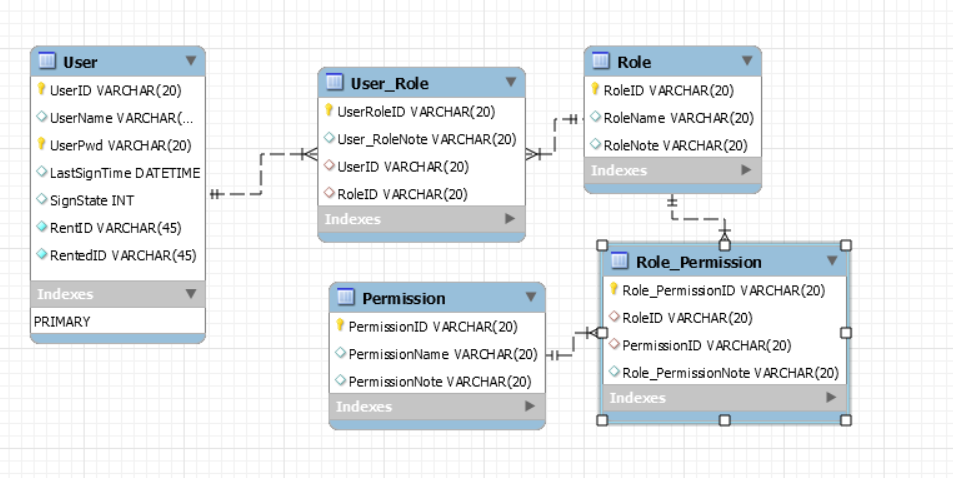 User
UserID VARCHAR(20)
UserName VARCHAR(...
UserPwd VARCHAR(20)
LastSignTime DATETIME
SignState INT
RentID VARCHAR(45)
RentedID VARCHAR(45)
Indexes
PRIMARY
User_Role
UserRoleID VARCHAR(20)
User_RoleNote VARCHAR(20)
UserID VARCHAR(20)
RoleID VARCHAR(20)
Indexes
Role
RoleID VARCHAR(20)
RoleName VARCHAR(20)
RoleNote VARCHAR(20)
Indexes
Permission
PermissionID VARCHAR(20)
PermissionName VARCHAR(20)
PermissionNote VARCHAR(20)
Indexes
Role_Permission
Role_PermissionID VARCHAR(20)
RoleID VARCHAR(20)
PermissionID VARCHAR(20)
Role_PermissionNote VARCHAR(20)
Indexes